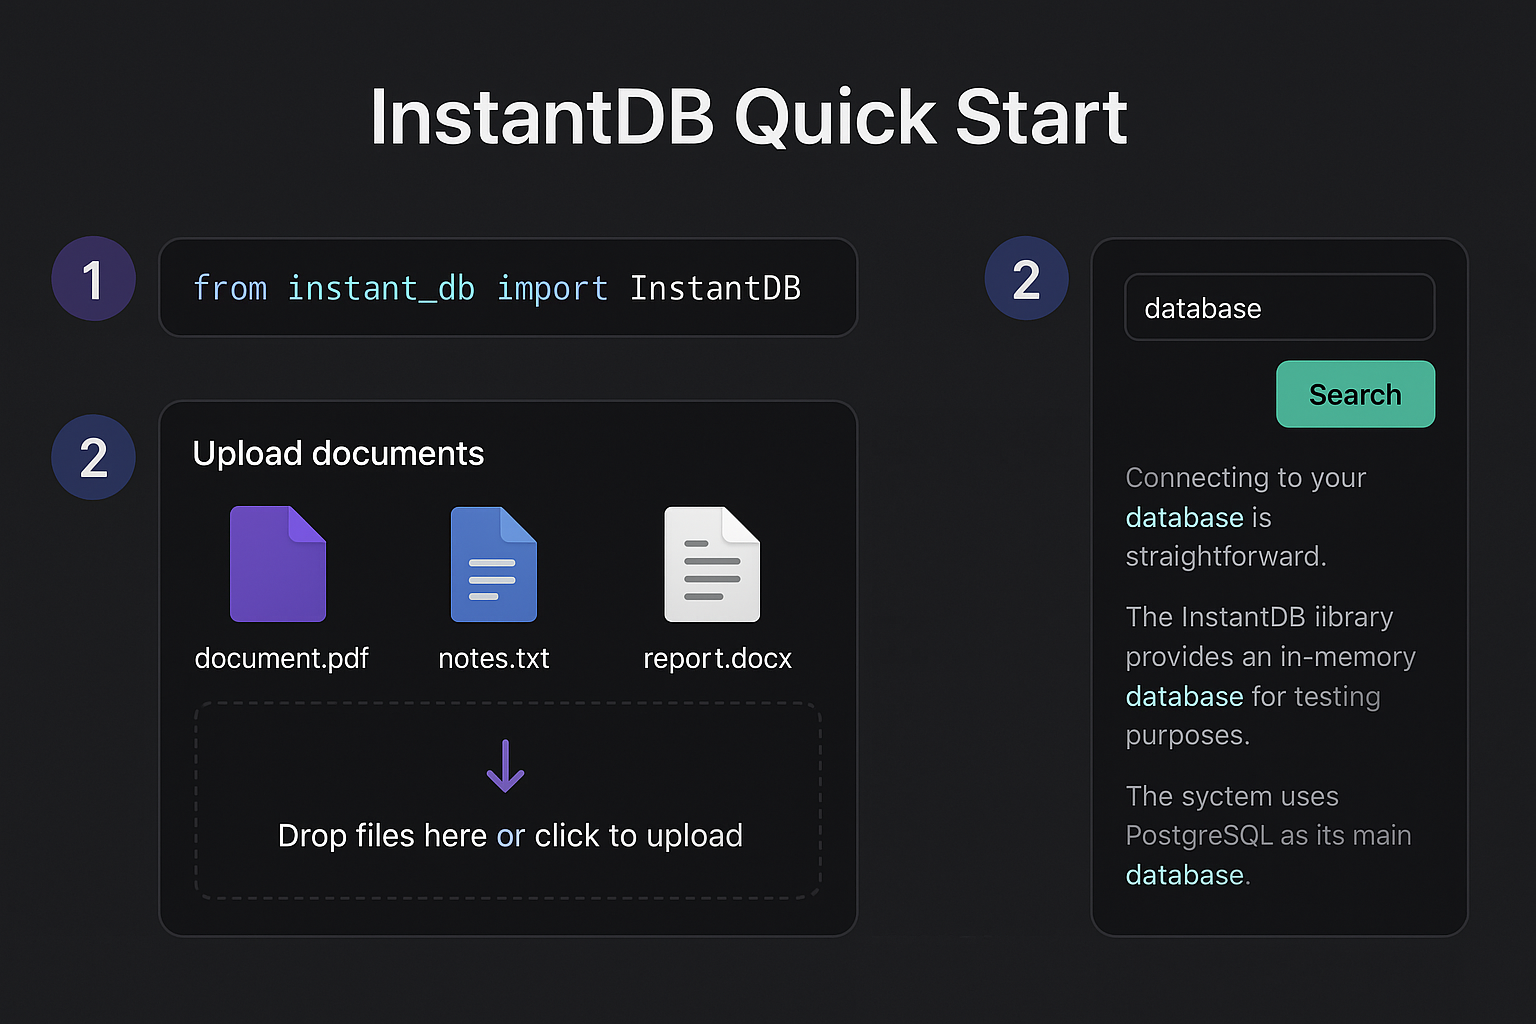 InstantDB Quick Start
1
from instant_db import InstantDB
2
Upload documents
document.pdf
notes.txt
report.docx
Drop files here or click to upload
2
database
Search
Connecting to your
database is
straightforward.
The InstantDB iibrary
provides an in-memory
database for testing
purposes.
The syctem uses
PostgreSQL as its main
database.